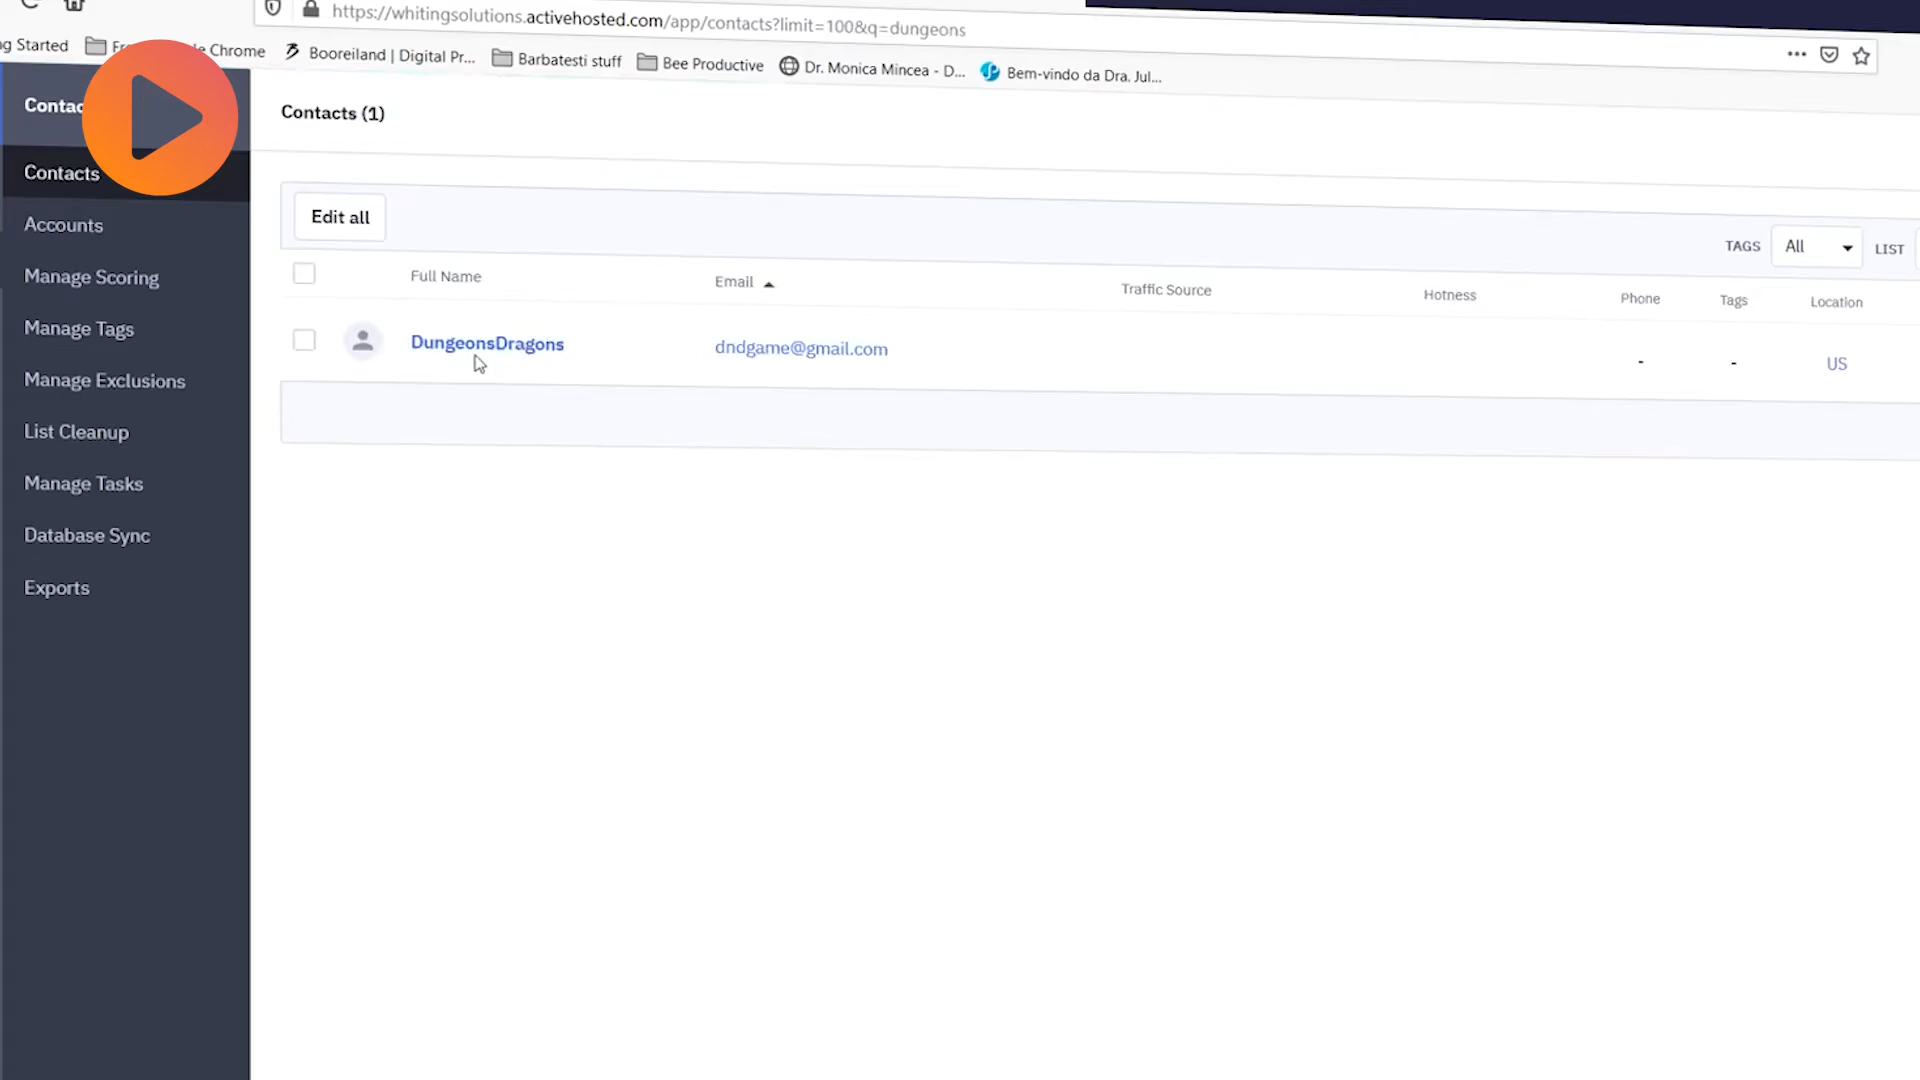 https://whitingsolutions.activehosted.com/app/contacts?limit=100&q=dungeons
g Started
Chrome
Booreiland | Digital Pr...
Barbatesti stuff
Bee Productive
Dr. Monica Mincea - D...
Bem-vindo da Dra. Jul...
Contacts
Accounts
Manage Scoring
Manage Tags
Manage Exclusions
List Cleanup
Manage Tasks
Database Sync
Exports
Contacts (1)
Edit all
TAGS All LIST
Full Name Email Traffic Source Hotness Phone Tags Location
DungeonsDragons dndgame@gmail.com - - US